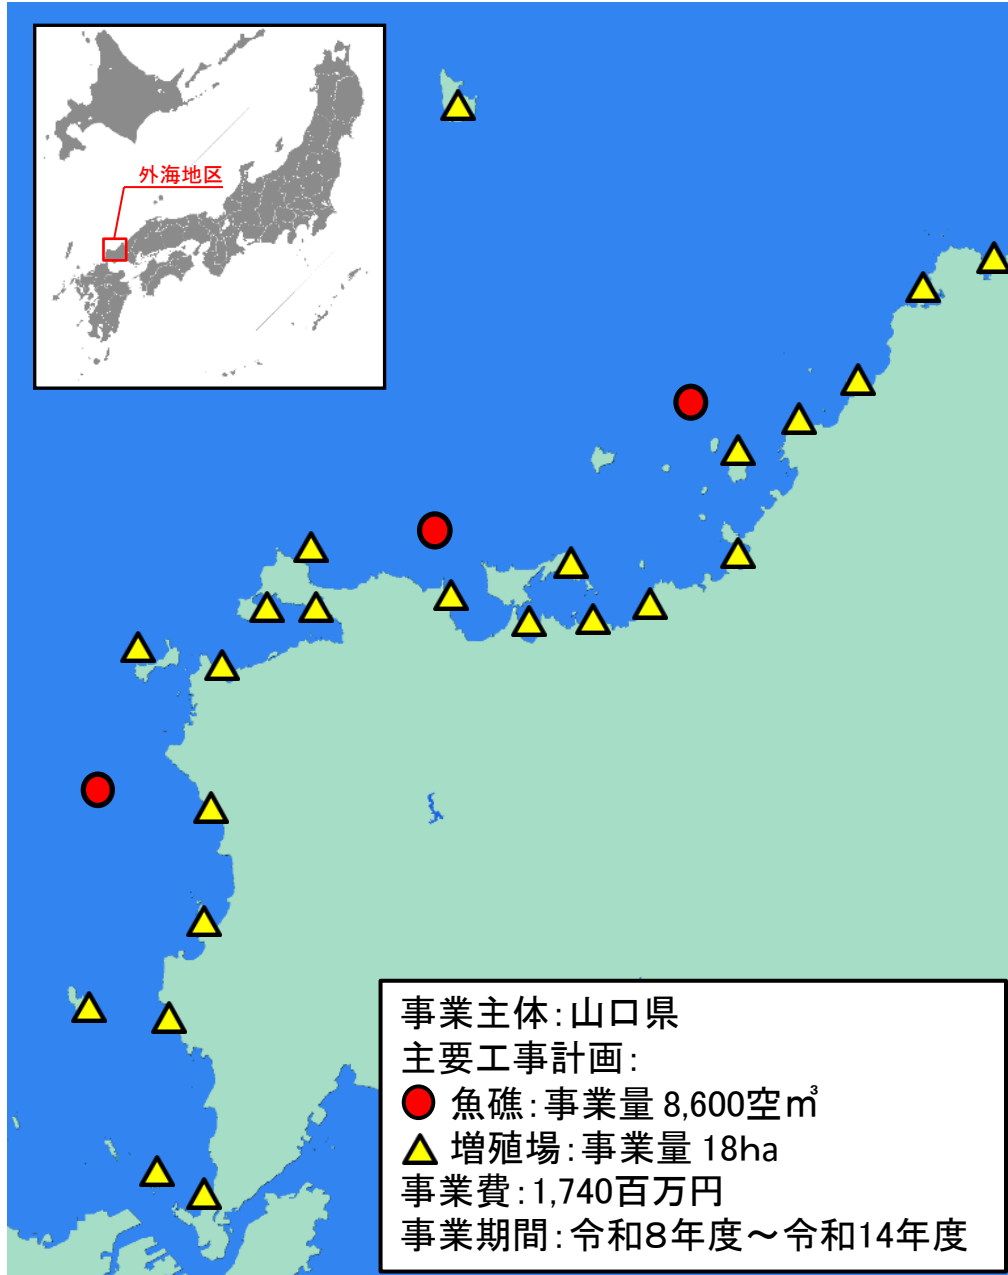 外海地区
事業主体：山口県
主要工事計画：
魚礁：事業量 8,600空㎥
増殖場：事業量 18ha
事業費：1,740百万円
事業期間：令和８年度～令和14年度